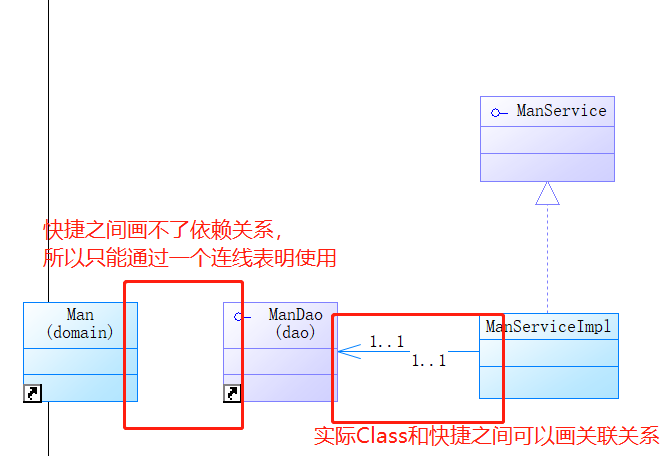 ManService
快捷之间画不了依赖关系，
所以只能通过一个连线表明使用
Man
(domain)
ManDao
(dao)
1..1
1..1
ManServiceImpl
实际Class和快捷之间可以画关联关系